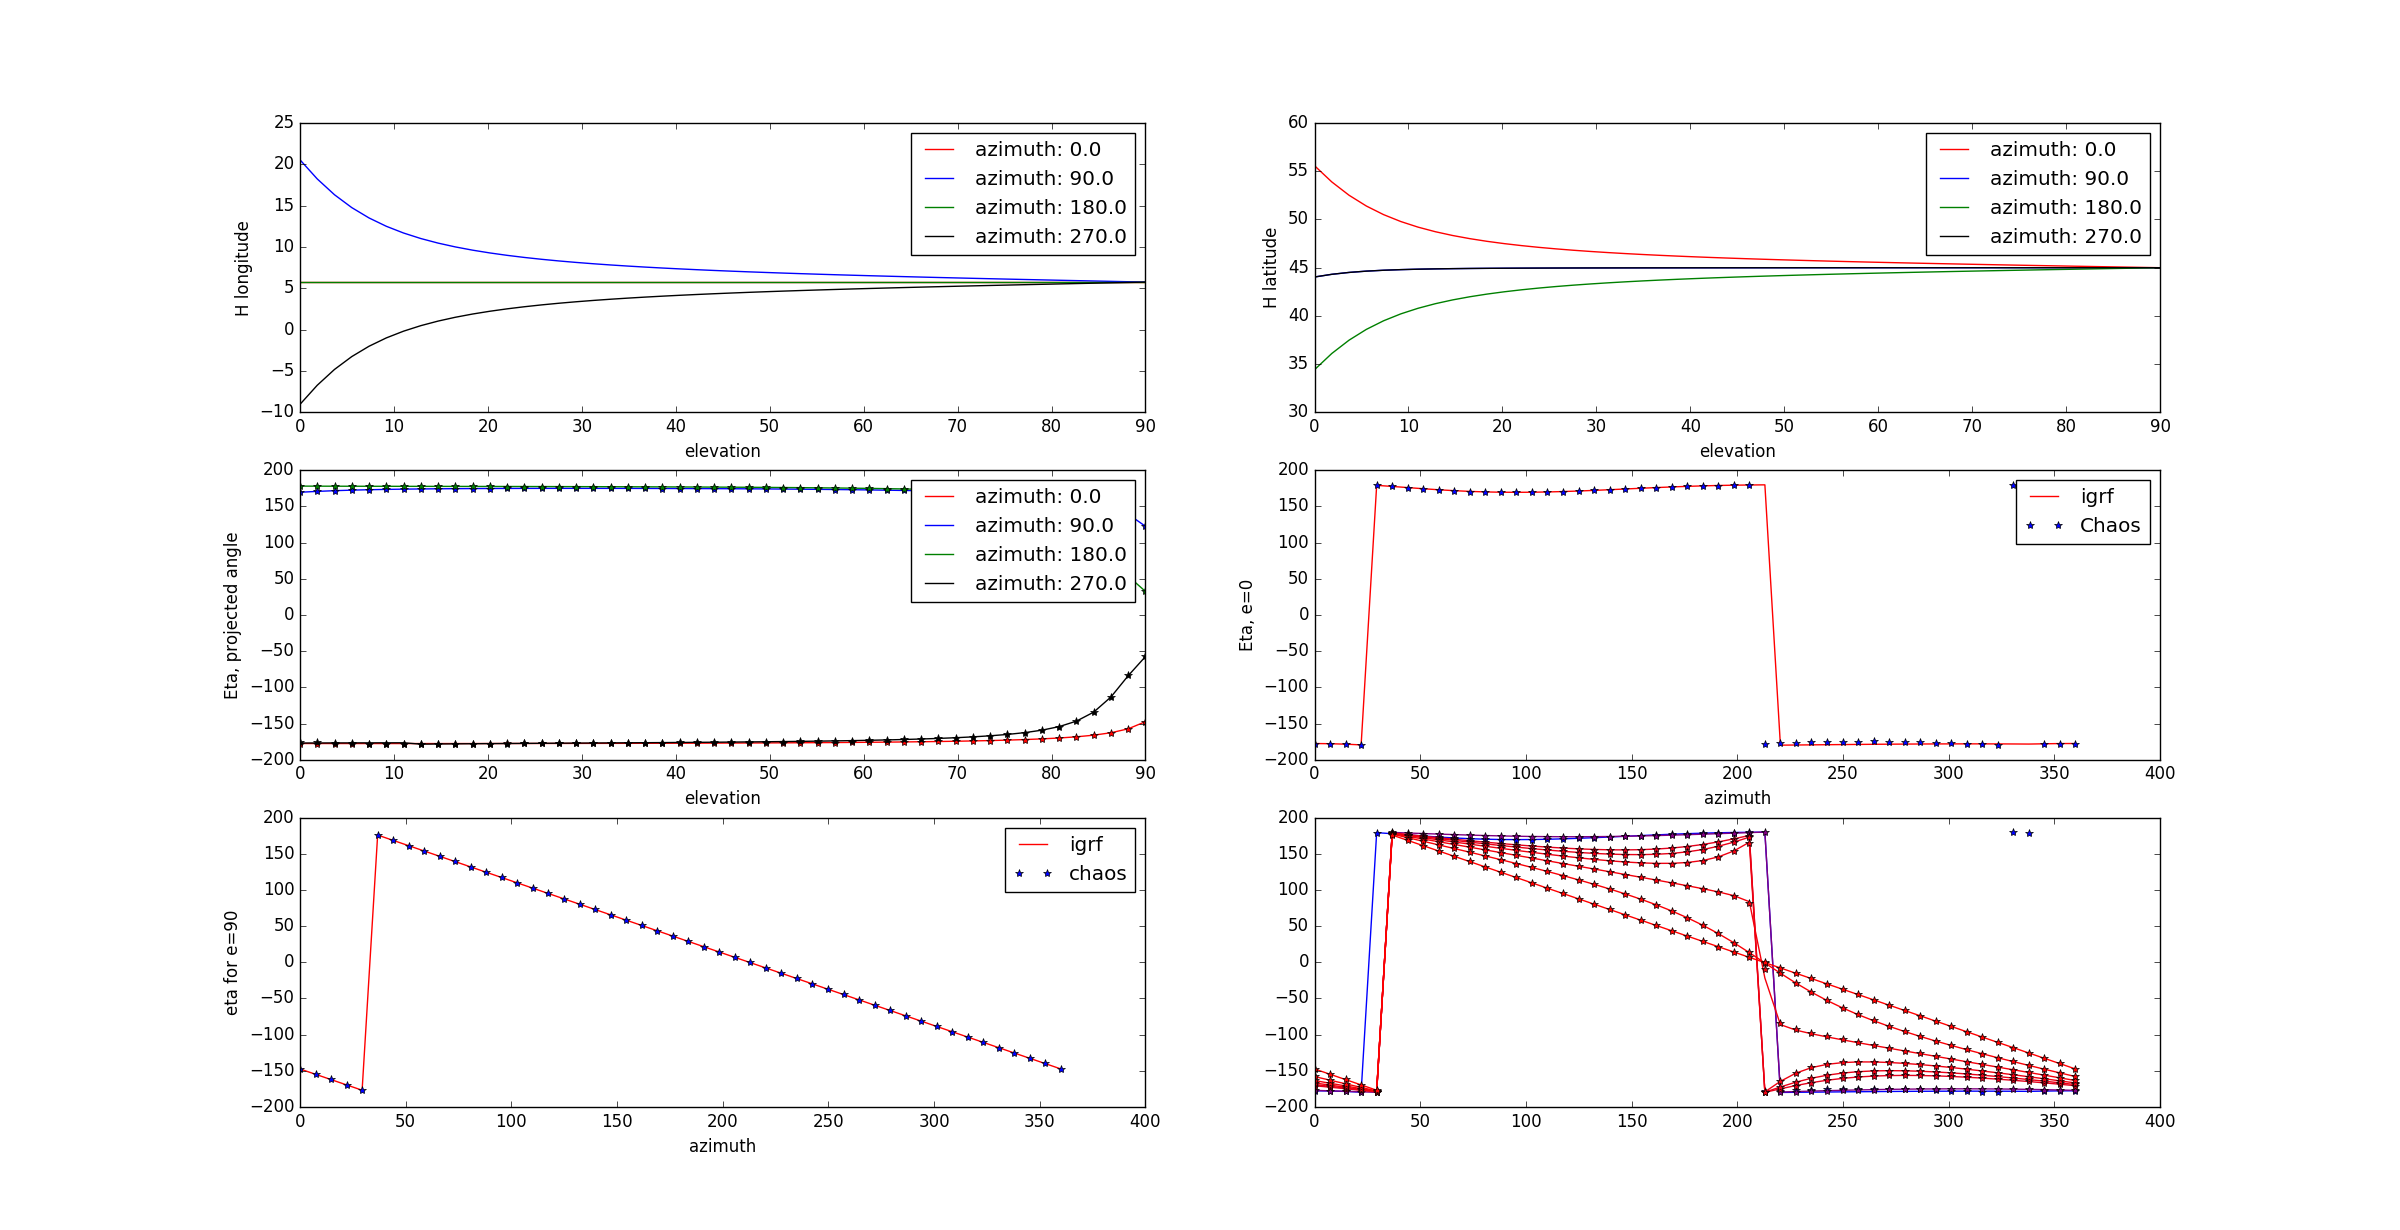 25
20
15
10
5
0
−5
−10
H longitude
azimuth: 0.0
azimuth: 90.0
azimuth: 180.0
azimuth: 270.0
0 10 20 30 40 50 60 70 80 90
elevation
60
55
50
45
40
35
30
H latitude
azimuth: 0.0
azimuth: 90.0
azimuth: 180.0
azimuth: 270.0
0 10 20 30 40 50 60 70 80 90
elevation
200
150
100
50
0
−50
−100
−150
−200
Eta, projected angle
azimuth: 0.0
azimuth: 90.0
azimuth: 180.0
azimuth: 270.0
0 10 20 30 40 50 60 70 80 90
elevation
200
150
100
50
0
−50
−100
−150
−200
Eta, e=0
igrf
Chaos
0 50 100 150 200 250 300 350 400
azimuth
200
150
100
50
0
−50
−100
−150
−200
eta for e=90
igrf
chaos
0 50 100 150 200 250 300 350 400
azimuth
200
150
100
50
0
−50
−100
−150
−200
0 50 100 150 200 250 300 350 400